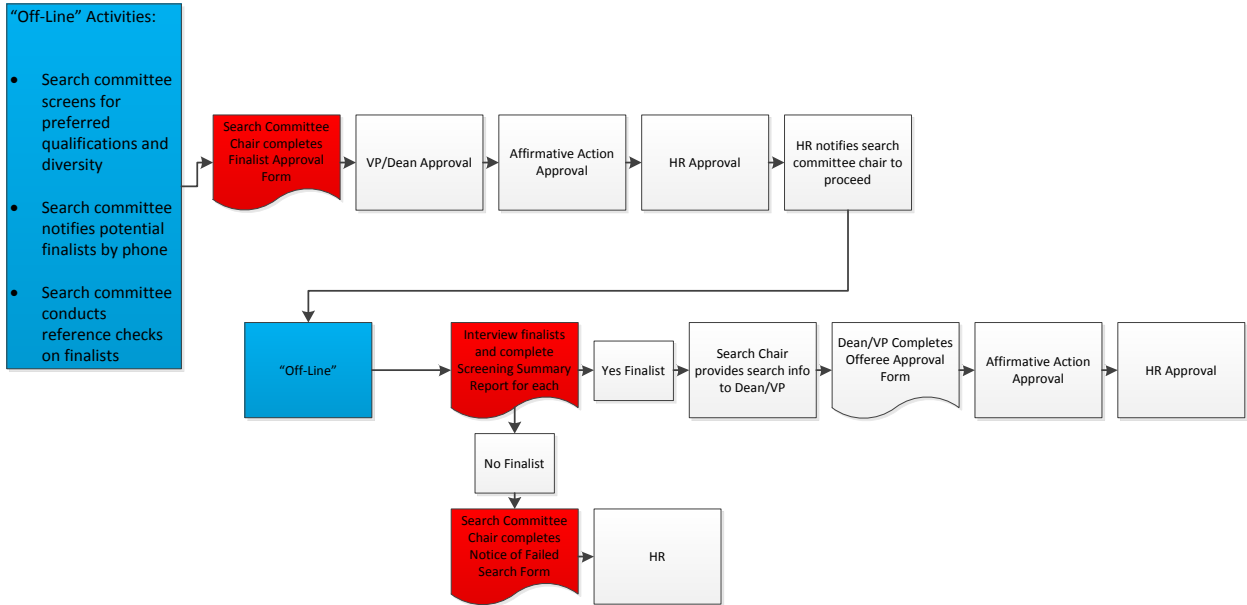 “Off-Line” Activities:
• Search committee
screens for
preferred
qualifications and
diversity
• Search committee
notifies potential
finalists by phone
• Search committee
conducts
reference checks
on finalists
Search Committee
Chair completes
Finalist Approval
Form
VP/Dean Approval
Affirmative Action
Approval
HR Approval
HR notifies search
committee chair to
proceed
“Off-Line”
Interview finalists
and complete
Screening Summary
Report for each
Yes Finalist
Search Chair
provides search info
to Dean/VP
Dean/VP Completes
Offeree Approval
Form
Affirmative Action
Approval
HR Approval
No Finalist
Search Committee
Chair completes
Notice of Failed
Search Form
HR